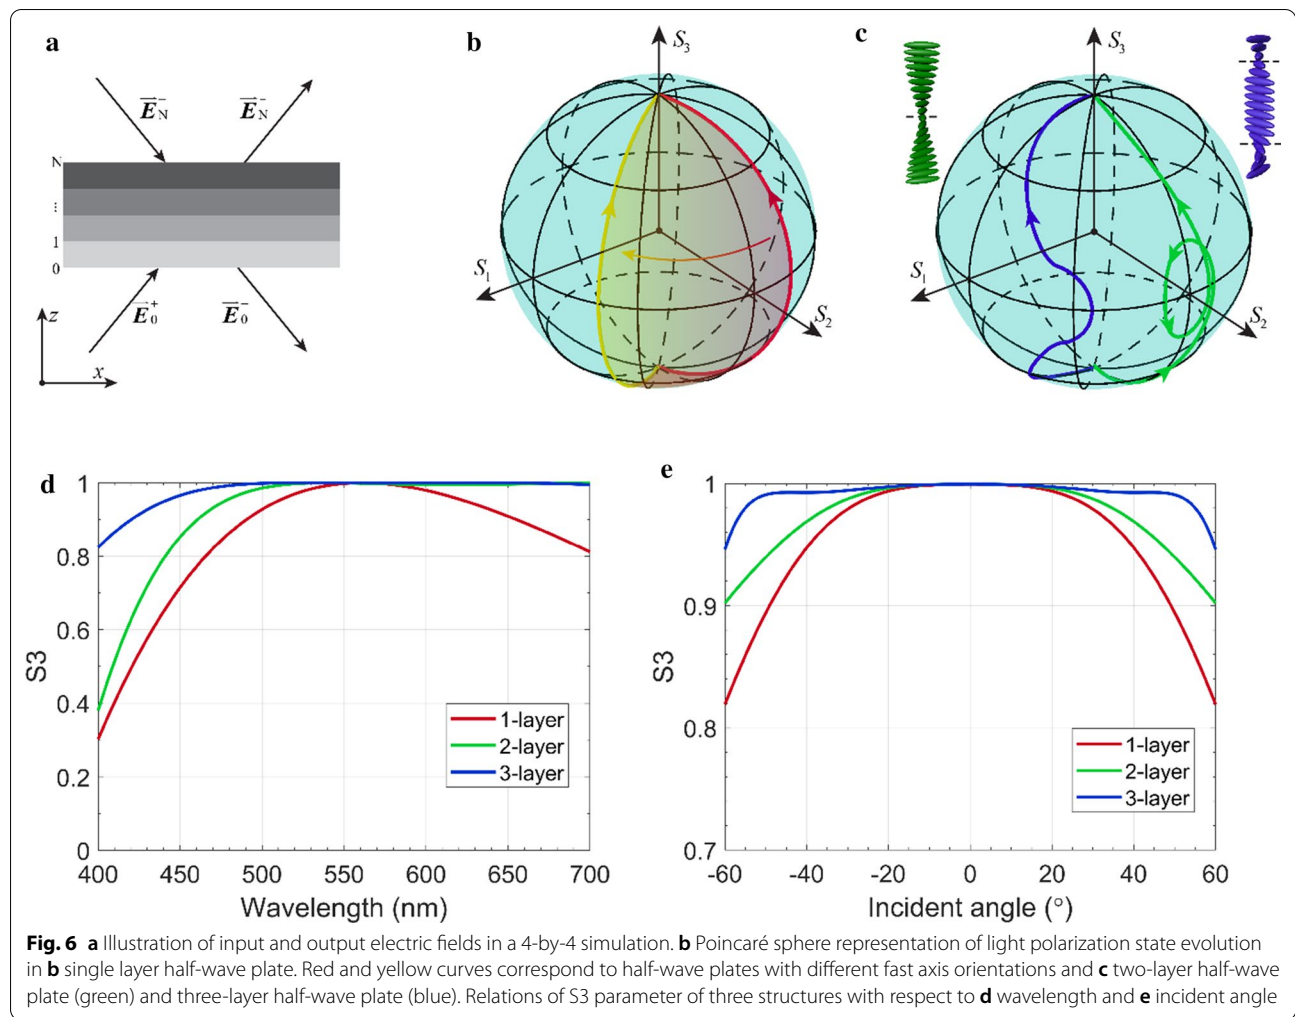 a
E⃗⁻_N
E⃗⁻_N
N
⋮
1
0
E⃗⁺_0
E⃗⁻_0
z
x
b
S₃
S₁
S₂
c
S₃
S₁
S₂
d
S3
1
0.8
0.6
0.4
0.2
0
400 450 500 550 600 650 700
Wavelength (nm)
1-layer
2-layer
3-layer
e
S3
1
0.9
0.8
0.7
-60 -40 -20 0 20 40 60
Incident angle (°)
1-layer
2-layer
3-layer
Fig. 6 a Illustration of input and output electric fields in a 4-by-4 simulation. b Poincaré sphere representation of light polarization state evolution
in b single layer half-wave plate. Red and yellow curves correspond to half-wave plates with different fast axis orientations and c two-layer half-wave
plate (green) and three-layer half-wave plate (blue). Relations of S3 parameter of three structures with respect to d wavelength and e incident angle